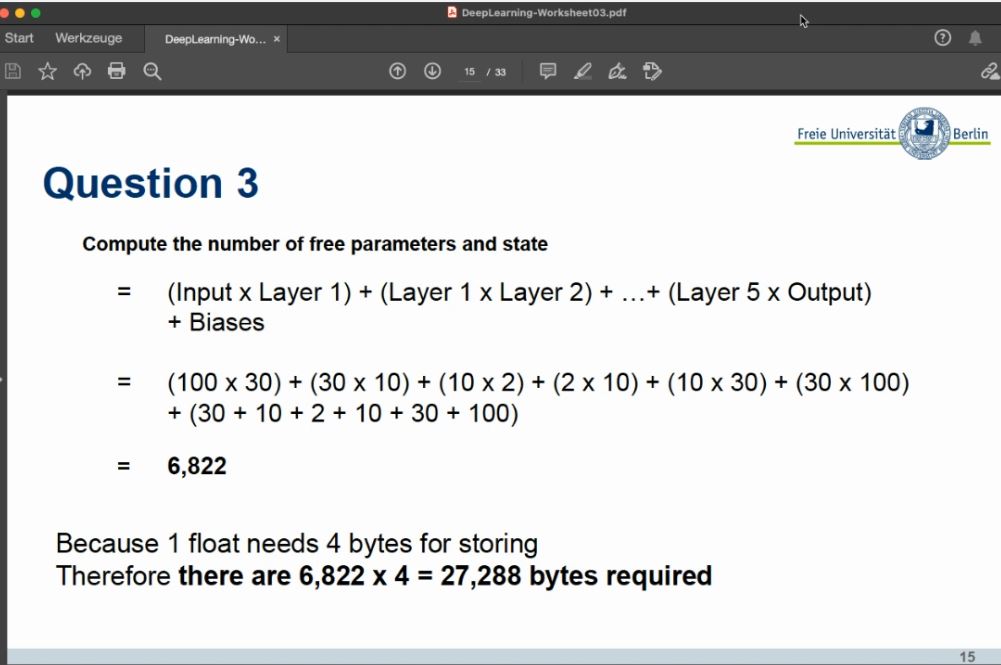 DeepLearning-Worksheet03.pdf
Start Werkzeuge DeepLearning-Wo... ×
15 / 33
Freie Universität Berlin
Question 3
Compute the number of free parameters and state
= (Input x Layer 1) + (Layer 1 x Layer 2) + …+ (Layer 5 x Output)
+ Biases
= (100 x 30) + (30 x 10) + (10 x 2) + (2 x 10) + (10 x 30) + (30 x 100)
+ (30 + 10 + 2 + 10 + 30 + 100)
= 6,822
Because 1 float needs 4 bytes for storing
Therefore there are 6,822 x 4 = 27,288 bytes required
15